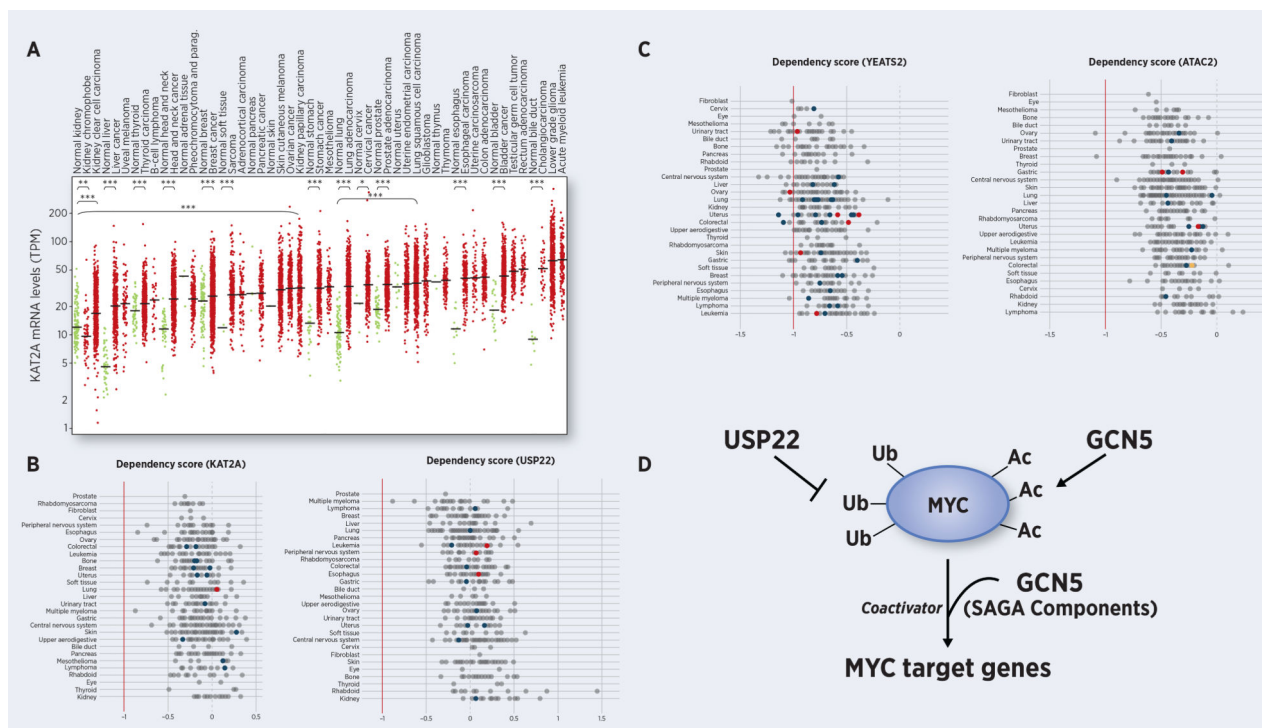 A
Normal kidney
Kidney chromophobe
Kidney clear cell carcinoma
Normal liver
Liver cancer
Uveal melanoma
Normal thyroid
Thyroid carcinoma
B-cell lymphoma
Normal head and neck
Head and neck cancer
Normal adrenal tissue
Pheochromocytoma and parag.
Normal breast
Breast cancer
Normal soft tissue
Sarcoma
Adrenocortical carcinoma
Normal pancreas
Pancreatic cancer
Normal skin
Skin cutaneous melanoma
Ovarian cancer
Kidney papillary carcinoma
Normal stomach
Stomach cancer
Mesothelioma
Normal lung
Lung adenocarcinoma
Normal cervix
Cervical cancer
Normal prostate
Prostate adenocarcinoma
Normal uterus
Uterine endometrial carcinoma
Lung squamous cell carcinoma
Glioblastoma
Normal thymus
Thymoma
Normal esophagus
Esophageal carcinoma
Uterine carcinosarcoma
Colon adenocarcinoma
Normal bladder
Bladder cancer
Testicular germ cell tumor
Rectum adenocarcinoma
Normal bile duct
Cholangiocarcinoma
Lower grade glioma
Acute myeloid leukemia
** *** *** *** *** *** *** *** *** * *** *** *** ***
***
***
***
KAT2A mRNA levels (TPM)
200
100
50
20
10
5
2
1
B
Dependency score (KAT2A)
Prostate
Rhabdomyosarcoma
Fibroblast
Cervix
Peripheral nervous system
Esophagus
Ovary
Colorectal
Leukemia
Bone
Breast
Uterus
Soft tissue
Lung
Liver
Urinary tract
Multiple myeloma
Gastric
Central nervous system
Skin
Upper aerodigestive
Bile duct
Pancreas
Mesothelioma
Lymphoma
Rhabdoid
Eye
Thyroid
Kidney
−1 −0.5 0 0.5
Dependency score (USP22)
Prostate
Multiple myeloma
Lymphoma
Breast
Liver
Lung
Pancreas
Leukemia
Peripheral nervous system
Rhabdomyosarcoma
Colorectal
Esophagus
Gastric
Bile duct
Mesothelioma
Upper aerodigestive
Ovary
Urinary tract
Uterus
Soft tissue
Central nervous system
Cervix
Fibroblast
Skin
Eye
Bone
Thyroid
Rhabdoid
Kidney
−1 −0.5 0 0.5 1 1.5
C
Dependency score (YEATS2)
Fibroblast
Cervix
Eye
Mesothelioma
Urinary tract
Bile duct
Bone
Pancreas
Rhabdoid
Prostate
Central nervous system
Liver
Ovary
Lung
Kidney
Uterus
Colorectal
Upper aerodigestive
Thyroid
Rhabdomyosarcoma
Skin
Gastric
Soft tissue
Breast
Peripheral nervous system
Esophagus
Multiple myeloma
Lymphoma
Leukemia
−1.5 −1 −0.5 0
Dependency score (ATAC2)
Fibroblast
Eye
Mesothelioma
Bone
Bile duct
Ovary
Urinary tract
Prostate
Breast
Thyroid
Gastric
Central nervous system
Skin
Lung
Liver
Pancreas
Rhabdomyosarcoma
Uterus
Upper aerodigestive
Leukemia
Multiple myeloma
Peripheral nervous system
Colorectal
Soft tissue
Esophagus
Cervix
Rhabdoid
Kidney
Lymphoma
−1.5 −1 −0.5 0
D
USP22
GCN5
Ub
Ub
Ub
MYC
Ac
Ac
Ac
Coactivator
GCN5
(SAGA Components)
MYC target genes